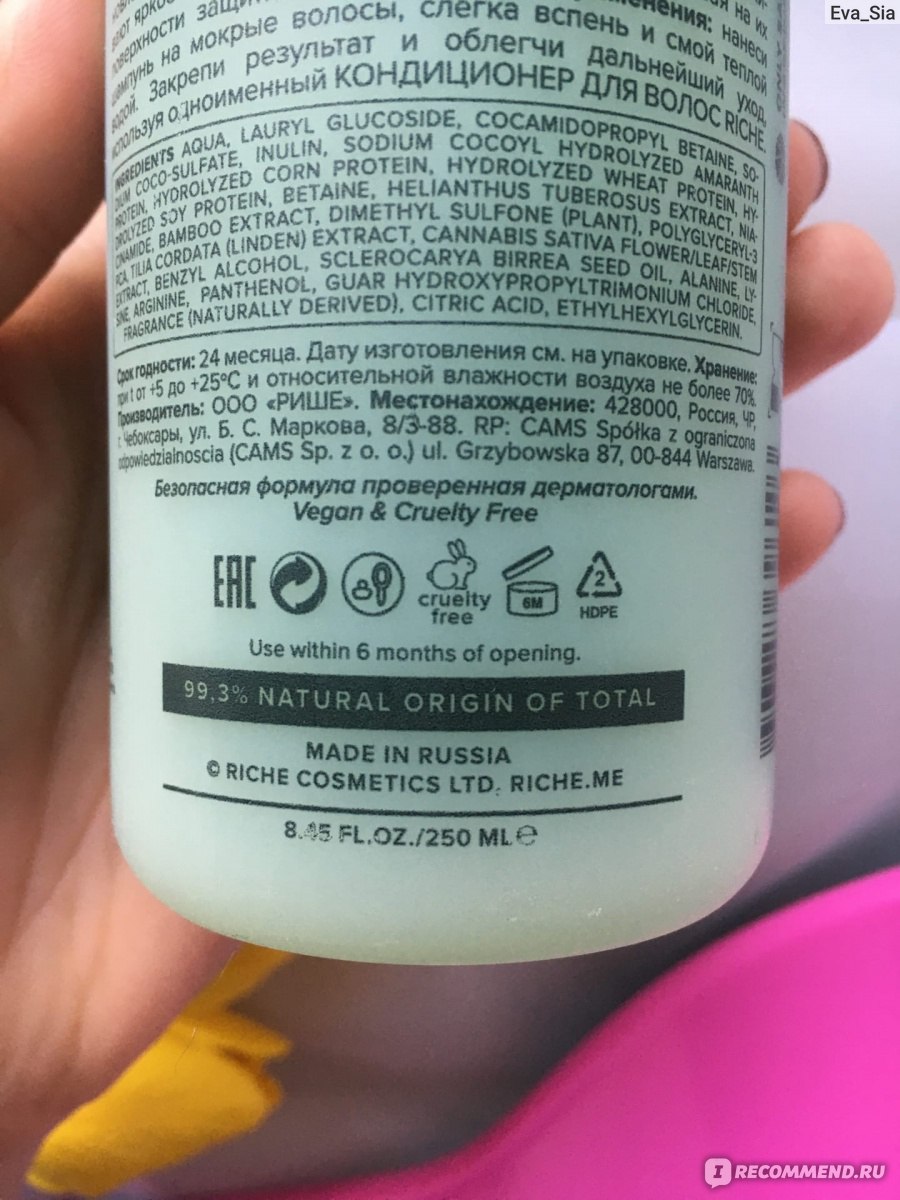 Eva_Sia
поверхности
шампунь на мокрые волосы, слегка вспень и смой теплой
водой. Закрепи результат и облегчи дальнейший уход,
используя одноименный КОНДИЦИОНЕР ДЛЯ ВОЛОС RICHE.
INGREDIENTS AQUA, LAURYL GLUCOSIDE, COCAMIDOPROPYL BETAINE, SO-
DIUM COCO-SULFATE, INULIN, SODIUM COCOYL HYDROLYZED AMARANTH
PROTEIN, HYDROLYZED CORN PROTEIN, HYDROLYZED WHEAT PROTEIN, HY-
DROLYZED SOY PROTEIN, BETAINE, HELIANTHUS TUBEROSUS EXTRACT, NIA-
CINAMIDE, BAMBOO EXTRACT, DIMETHYL SULFONE (PLANT), POLYGLYCERYL-3
PCA, TILIA CORDATA (LINDEN) EXTRACT, CANNABIS SATIVA FLOWER/LEAF/STEM
EXTRACT, BENZYL ALCOHOL, SCLEROCARYA BIRREA SEED OIL, ALANINE, LY-
SINE, ARGININE, PANTHENOL, GUAR HYDROXYPROPYLTRIMONIUM CHLORIDE,
FRAGRANCE (NATURALLY DERIVED), CITRIC ACID, ETHYLHEXYLGLYCERIN.
Срок годности: 24 месяца. Дату изготовления см. на упаковке. Хранение:
при t от +5 до +25°C и относительной влажности воздуха не более 70%.
Производитель: ООО «РИШЕ». Местонахождение: 428000, Россия, ЧР,
г. Чебоксары, ул. Б. С. Маркова, 8/3-88. RP: CAMS Spółka z ograniczona
odpowiedzialnoscia (CAMS Sp. z o. o.) ul. Grzybowska 87, 00-844 Warszawa.
Безопасная формула проверенная дерматологами.
Vegan & Cruelty Free
EAC
cruelty
free
6M
2
HDPE
Use within 6 months of opening.
99,3% NATURAL ORIGIN OF TOTAL
MADE IN RUSSIA
© RICHE COSMETICS LTD. RICHE.ME
8.45 FL.OZ./250 ML ℮
IRECOMMEND.RU